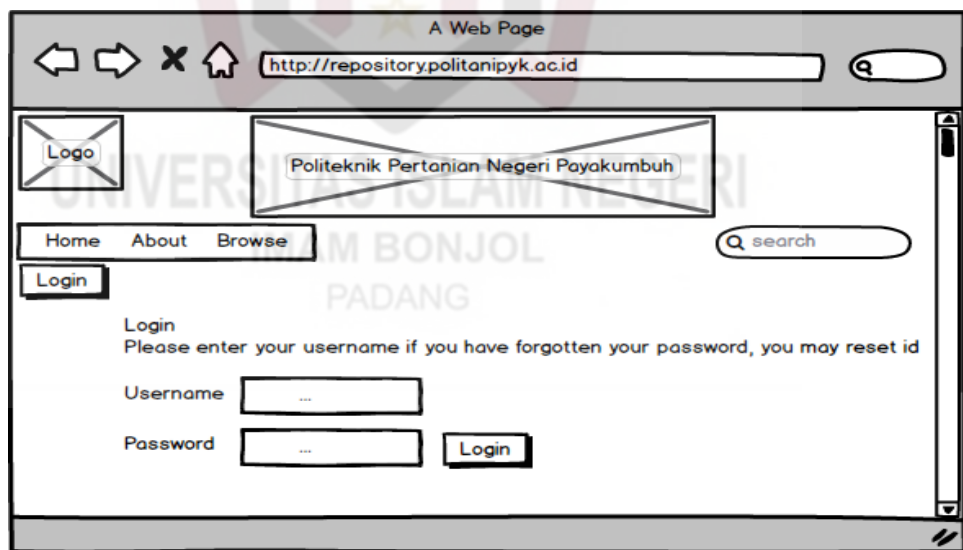 A Web Page
http://repository.politanipyk.ac.id
Logo
Politeknik Pertanian Negeri Payakumbuh
UNIVERSITAS ISLAM NEGERI
Home About Browse
search
IMAM BONJOL
Login
PADANG
Login
Please enter your username if you have forgotten your password, you may reset id
Username ...
Password ... Login